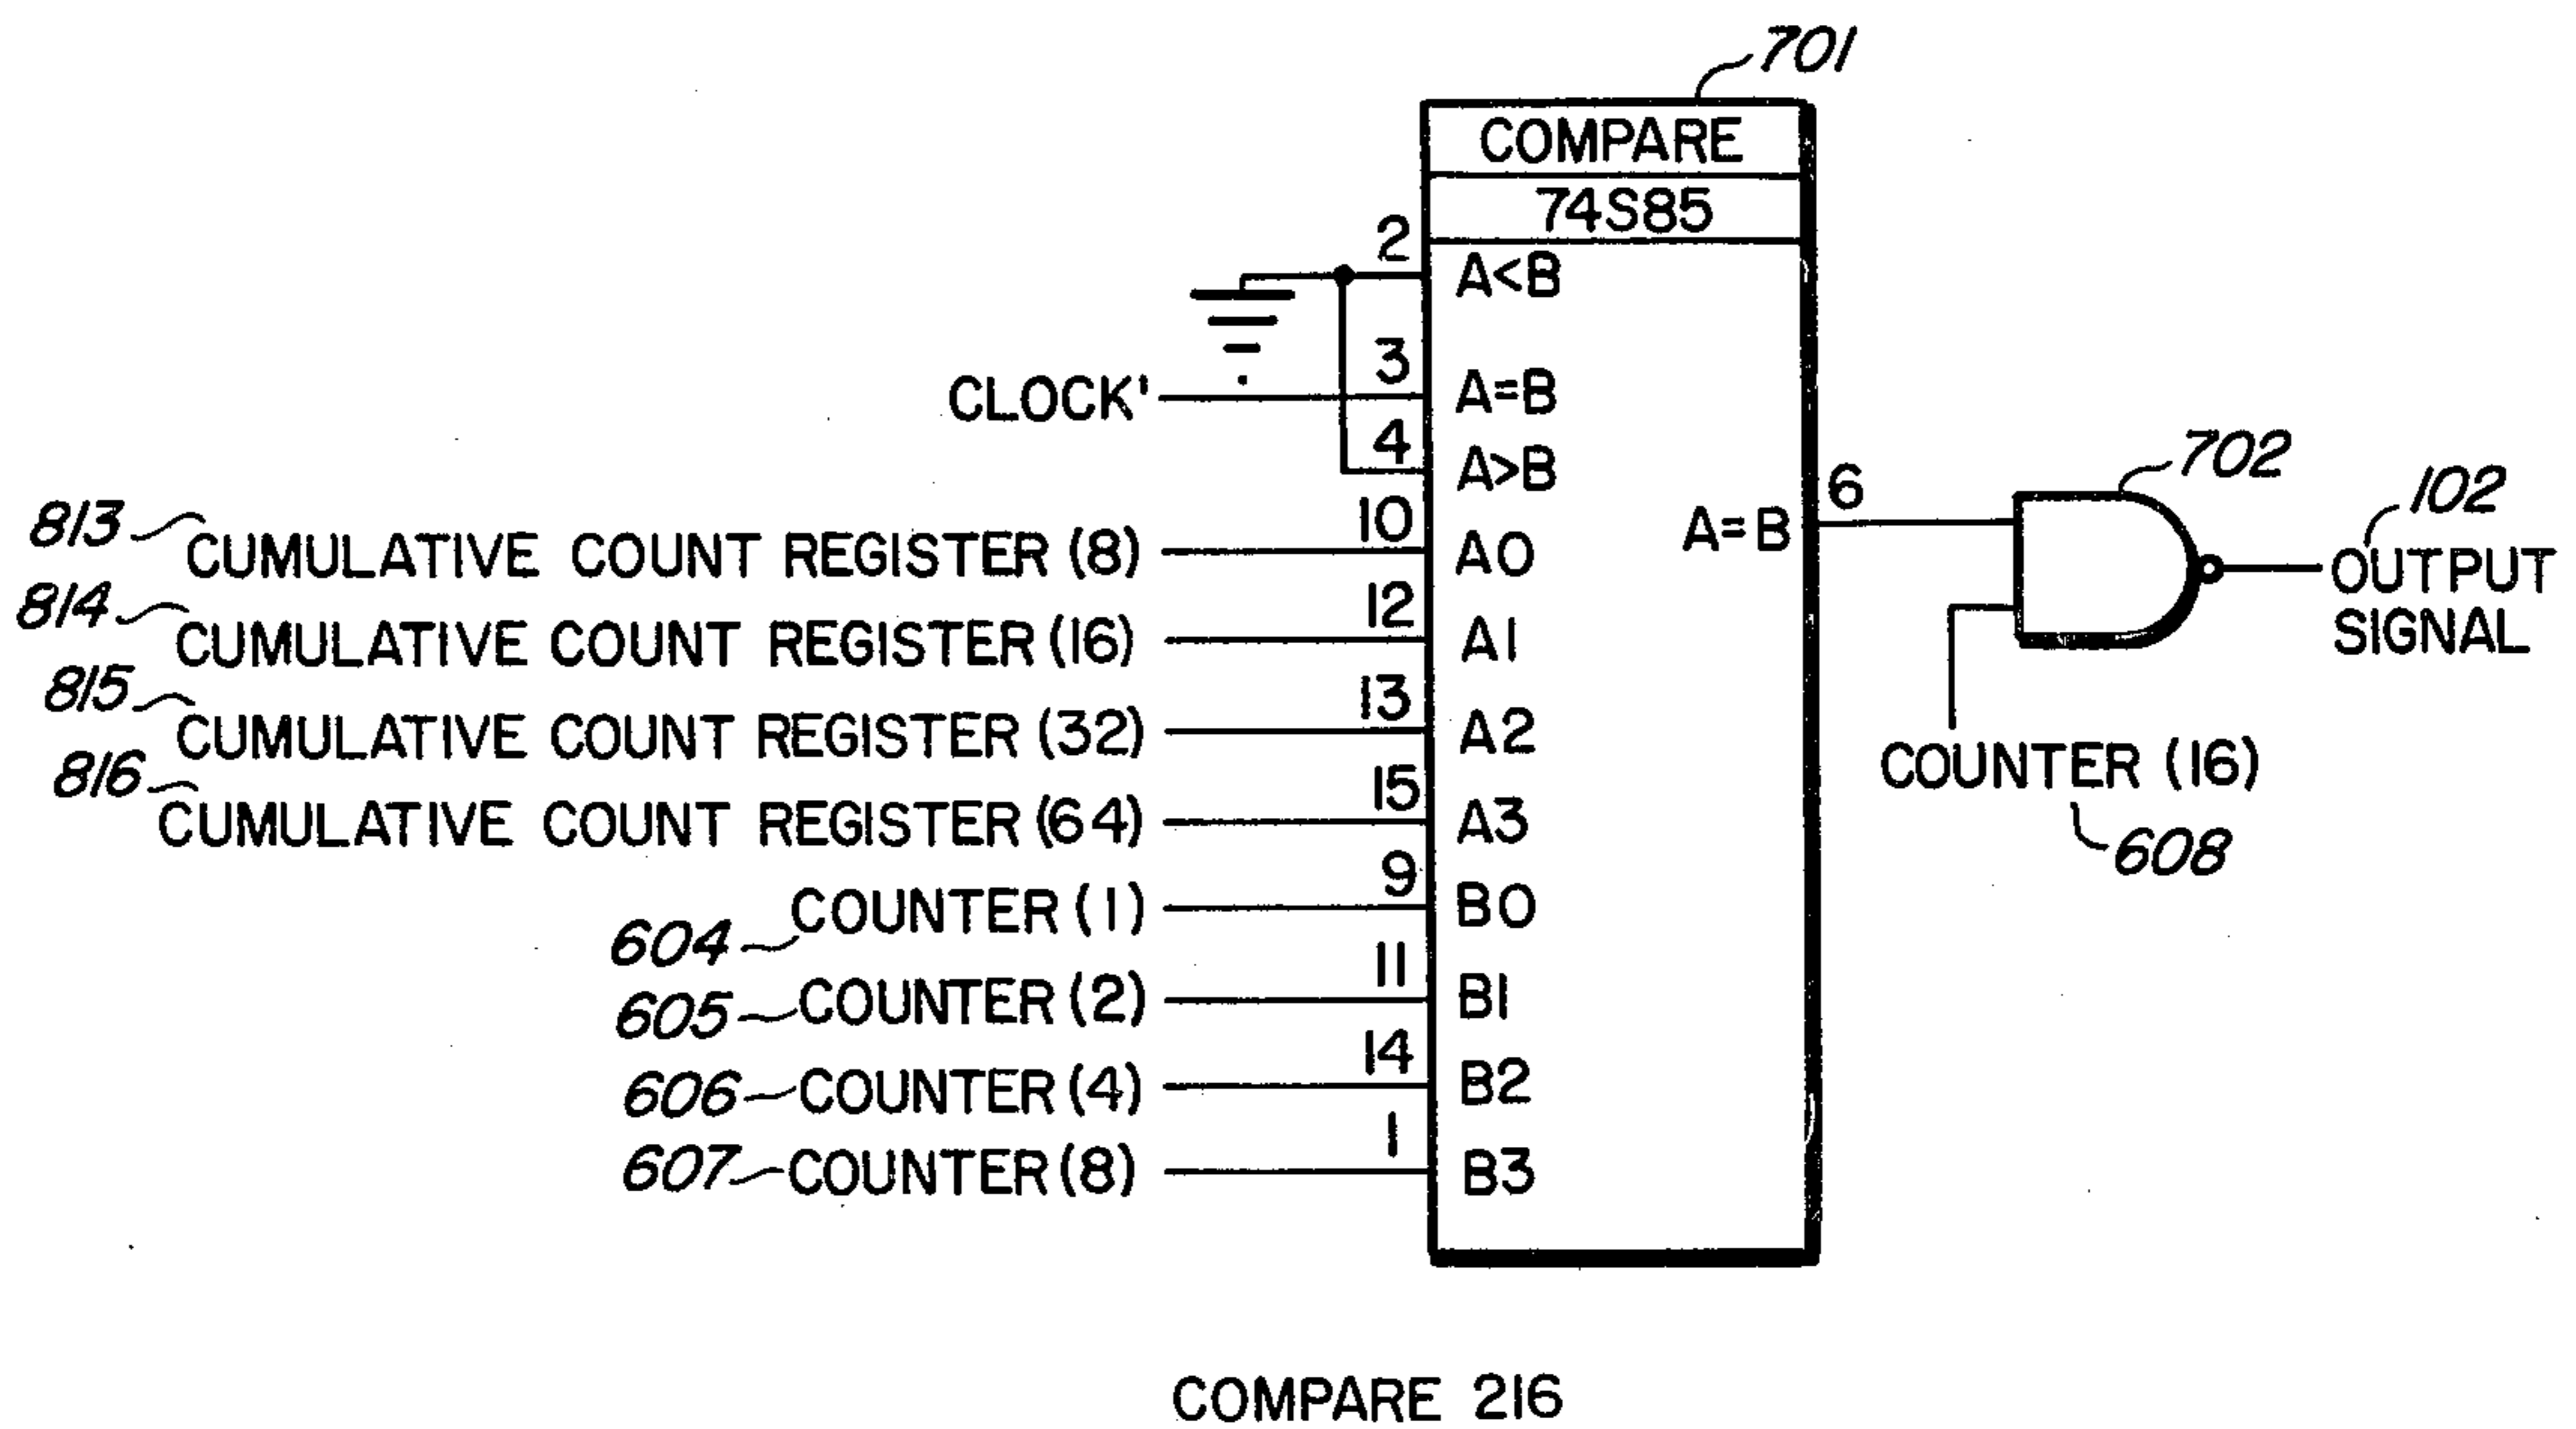 701
COMPARE
74S85
2
A<B
3
CLOCK'
A=B
4
A>B
813
CUMULATIVE COUNT REGISTER (8)
10
A0
A=B
6
702
102
OUTPUT
SIGNAL
814
CUMULATIVE COUNT REGISTER (16)
12
A1
815
CUMULATIVE COUNT REGISTER (32)
13
A2
COUNTER (16)
608
816
CUMULATIVE COUNT REGISTER (64)
15
A3
604
COUNTER (1)
9
B0
605
COUNTER (2)
11
B1
606
COUNTER (4)
14
B2
607
COUNTER (8)
1
B3
COMPARE 216